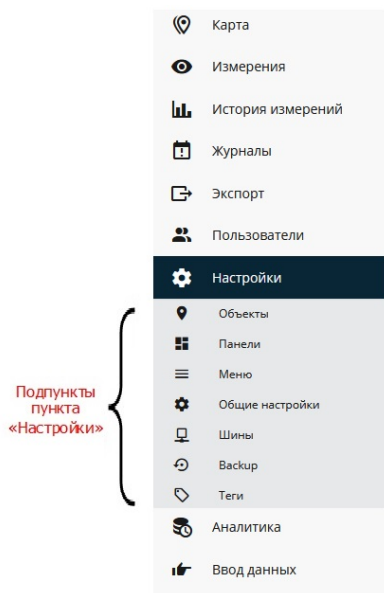 Карта
Измерения
История измерений
Журналы
Экспорт
Пользователи
Настройки
Объекты
Панели
Меню
Общие настройки
Шины
Backup
Теги
Аналитика
Ввод данных
Подпункты
пункта
«Настройки»